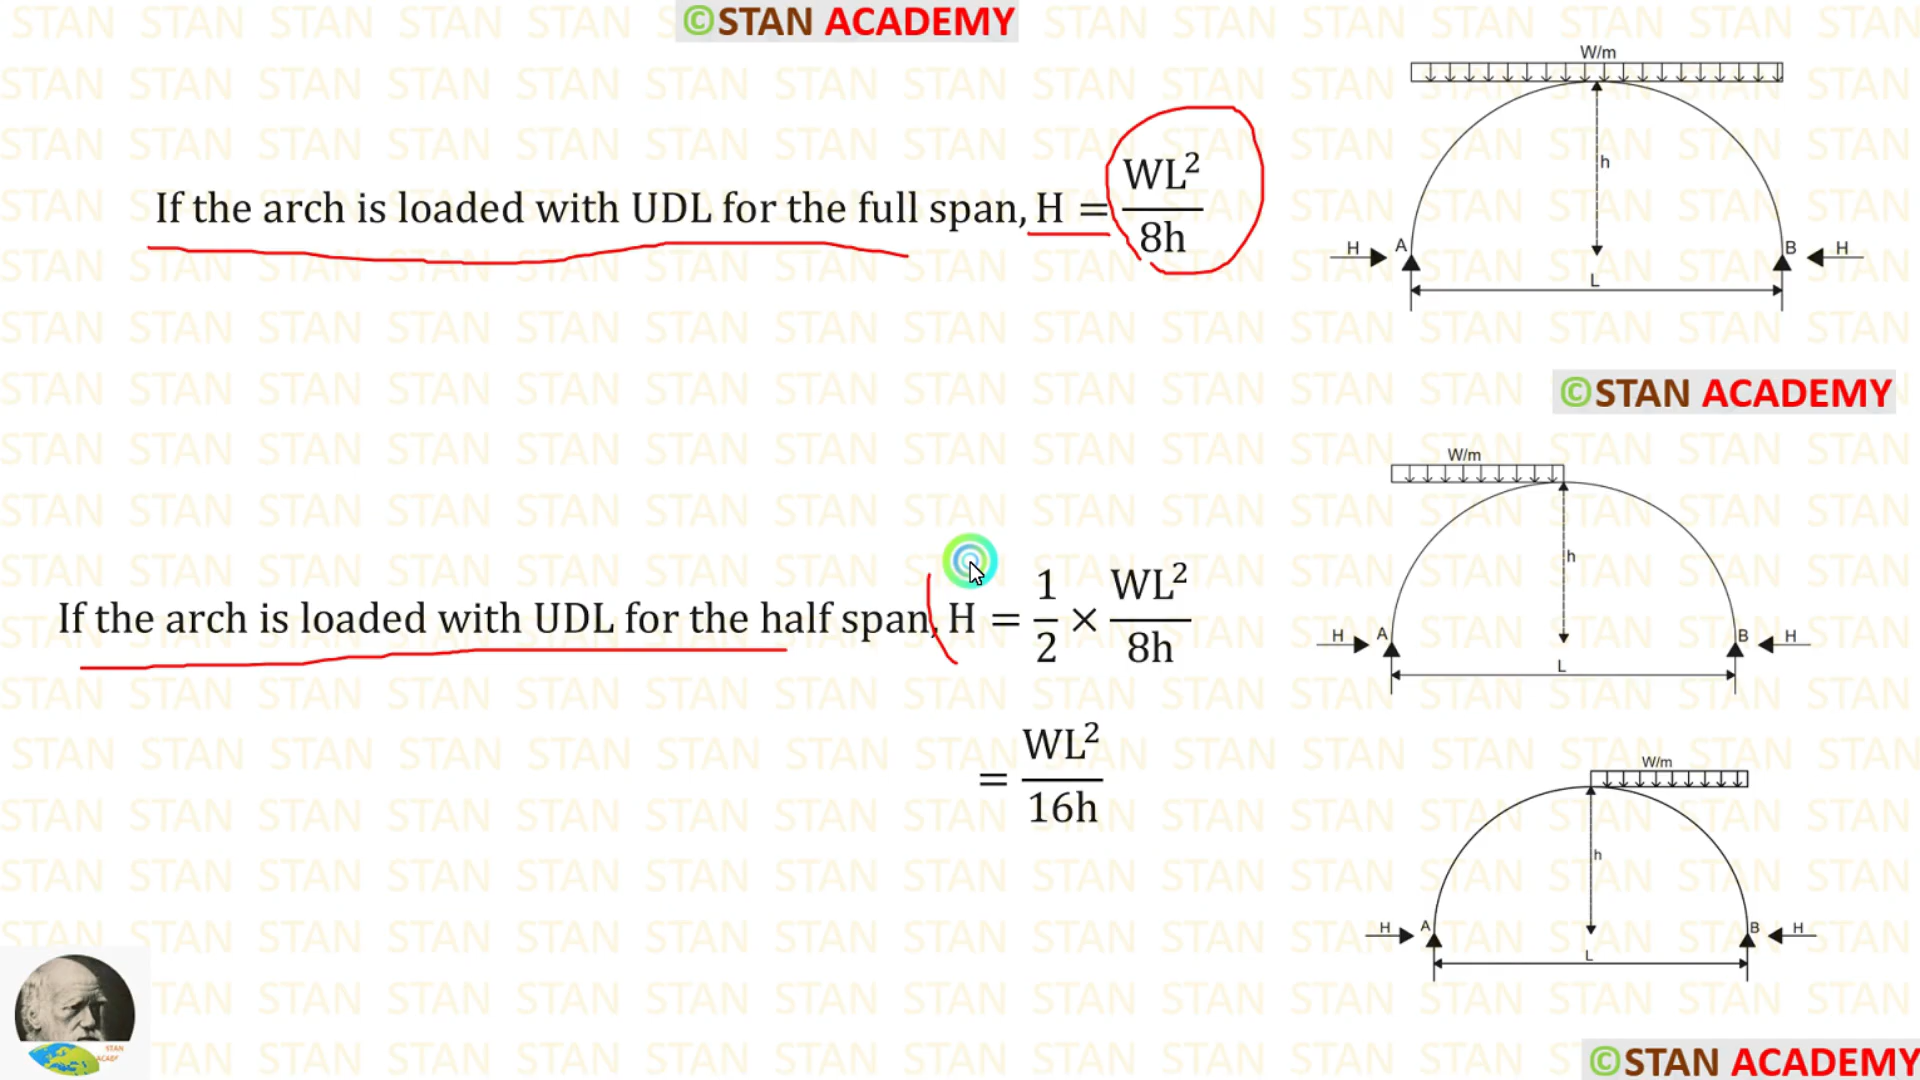 ©STAN ACADEMY
W/m
h
If the arch is loaded with UDL for the full span, H = WL²/8h
H A B H
L
©STAN ACADEMY
W/m
h
If the arch is loaded with UDL for the half span, H = 1/2 × WL²/8h
H A B H
L
= WL²/16h
W/m
h
H A B H
L
STAN
©STAN ACADEMY